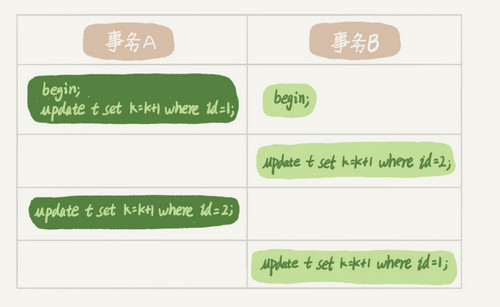 事务A
事务B
begin;
update t set k=k+1 where id=1;
begin;
update t set k=k+1 where id=2;
update t set k=k+1 where id=2;
update t set k=k+1 where id=1;